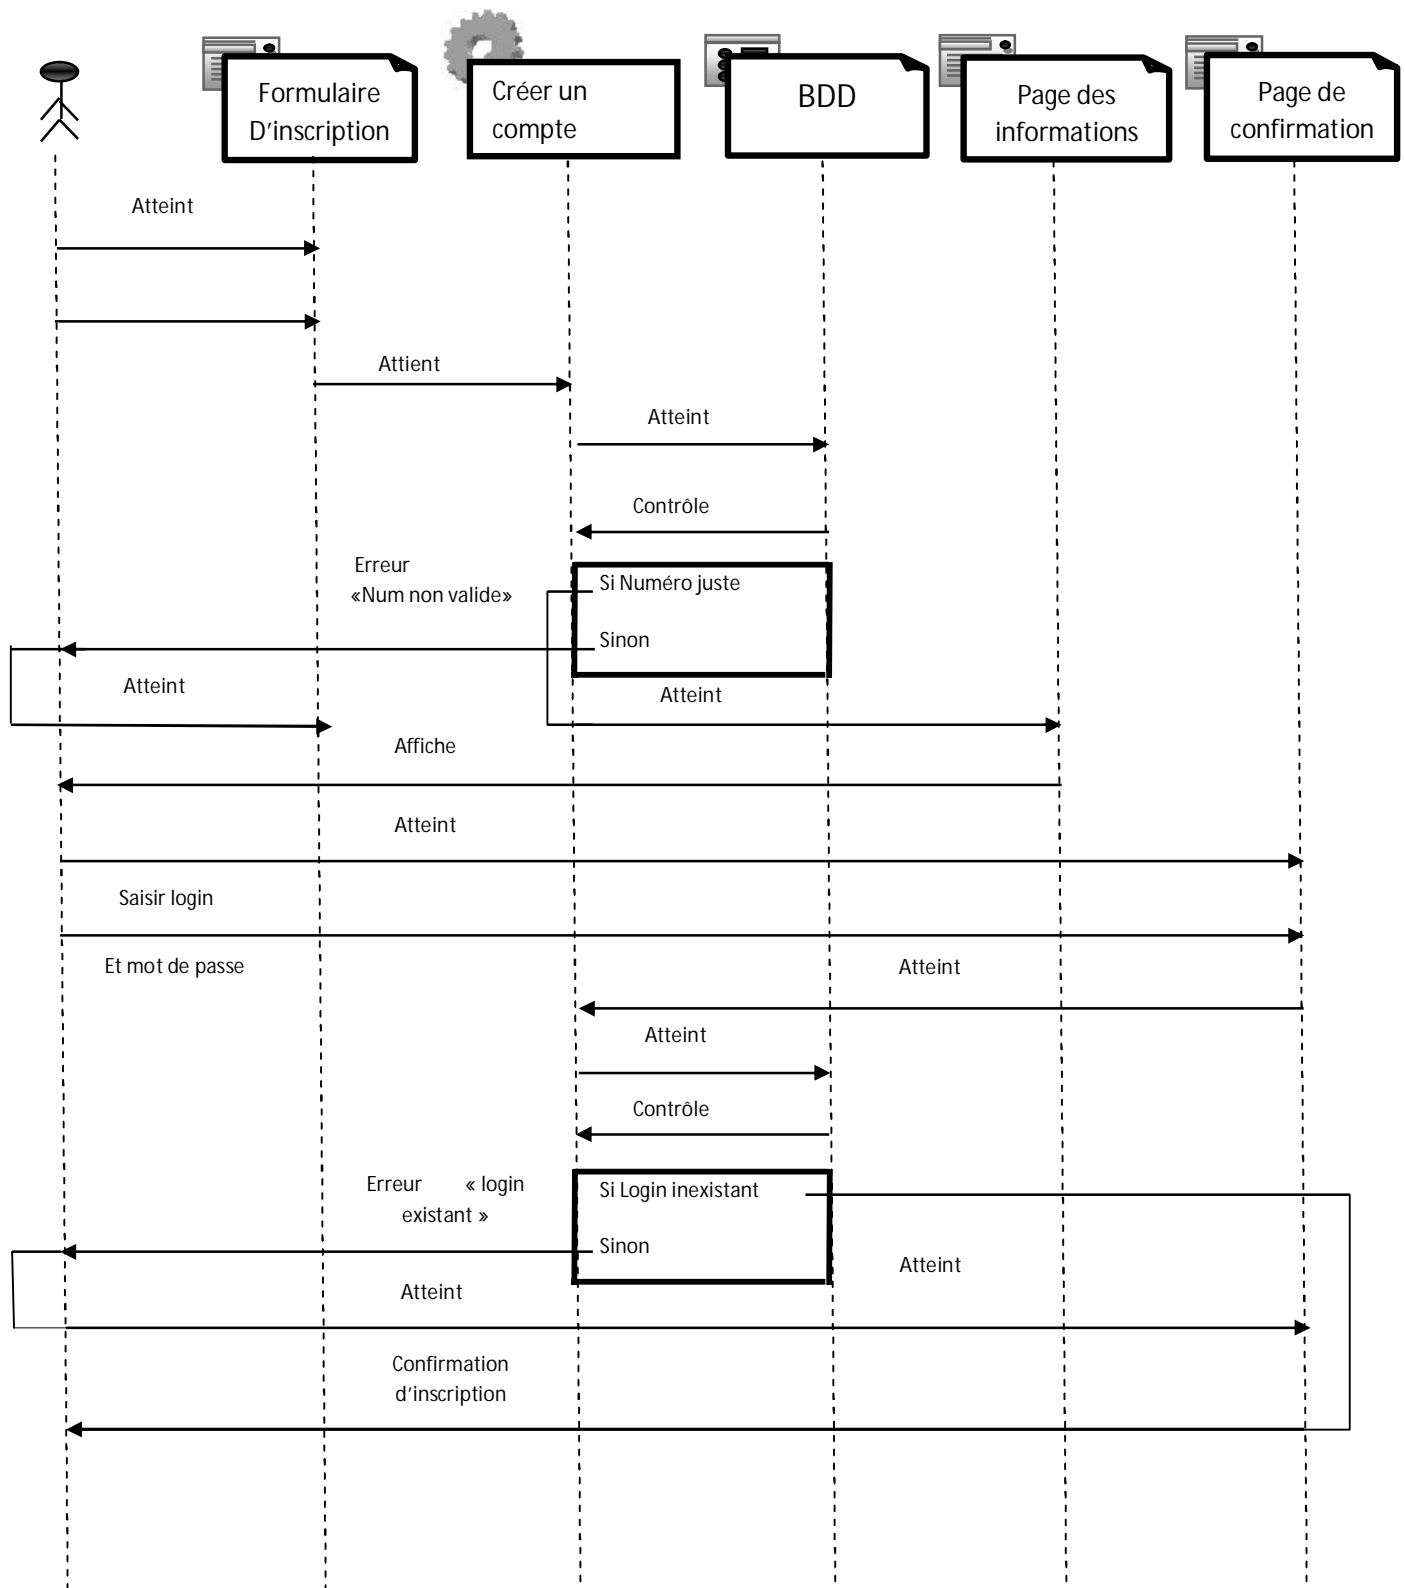 Formulaire
D'inscription
Créer un
compte
BDD
Page des
informations
Page de
confirmation
Atteint
Attient
Atteint
Contrôle
Erreur
«Num non valide»
Si Numéro juste
Sinon
Atteint
Atteint
Affiche
Atteint
Saisir login
Et mot de passe
Atteint
Atteint
Contrôle
Erreur « login
existant »
Si Login inexistant
Sinon
Atteint
Atteint
Confirmation
d'inscription